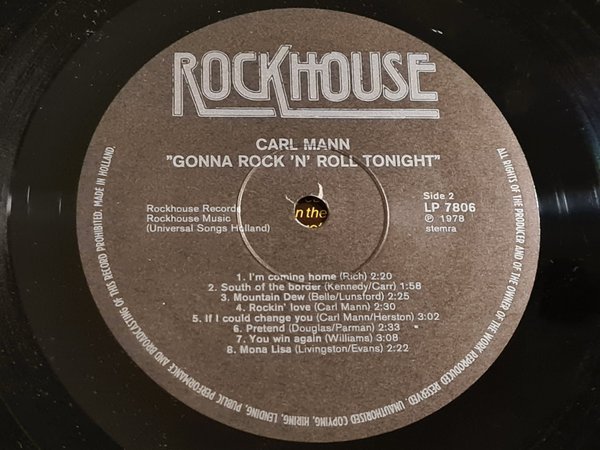 ROCKHOUSE
CARL MANN
"GONNA ROCK 'N' ROLL TONIGHT"
Rockhouse Records
Rockhouse Music
(Universal Songs Holland)
Side 2
LP 7806
℗ 1978
stemra
n the
1. I'm coming home (Rich) 2:20
2. South of the border (Kennedy/Carr) 1:58
3. Mountain Dew (Belle/Lunsford) 2:25
4. Rockin' love (Carl Mann) 2:30
5. If I could change you (Carl Mann/Herston) 3:02
6. Pretend (Douglas/Parman) 2:33
7. You win again (Williams) 3:08
8. Mona Lisa (Livingston/Evans) 2:22
ALL RIGHTS OF THE PRODUCER AND OF THE OWNER OF THE WORK REPRODUCED RESERVED. UNAUTHORISED COPYING, HIRING, LENDING, PUBLIC PERFORMANCE AND BROADCASTING OF THIS RECORD PROHIBITED. MADE IN HOLLAND.